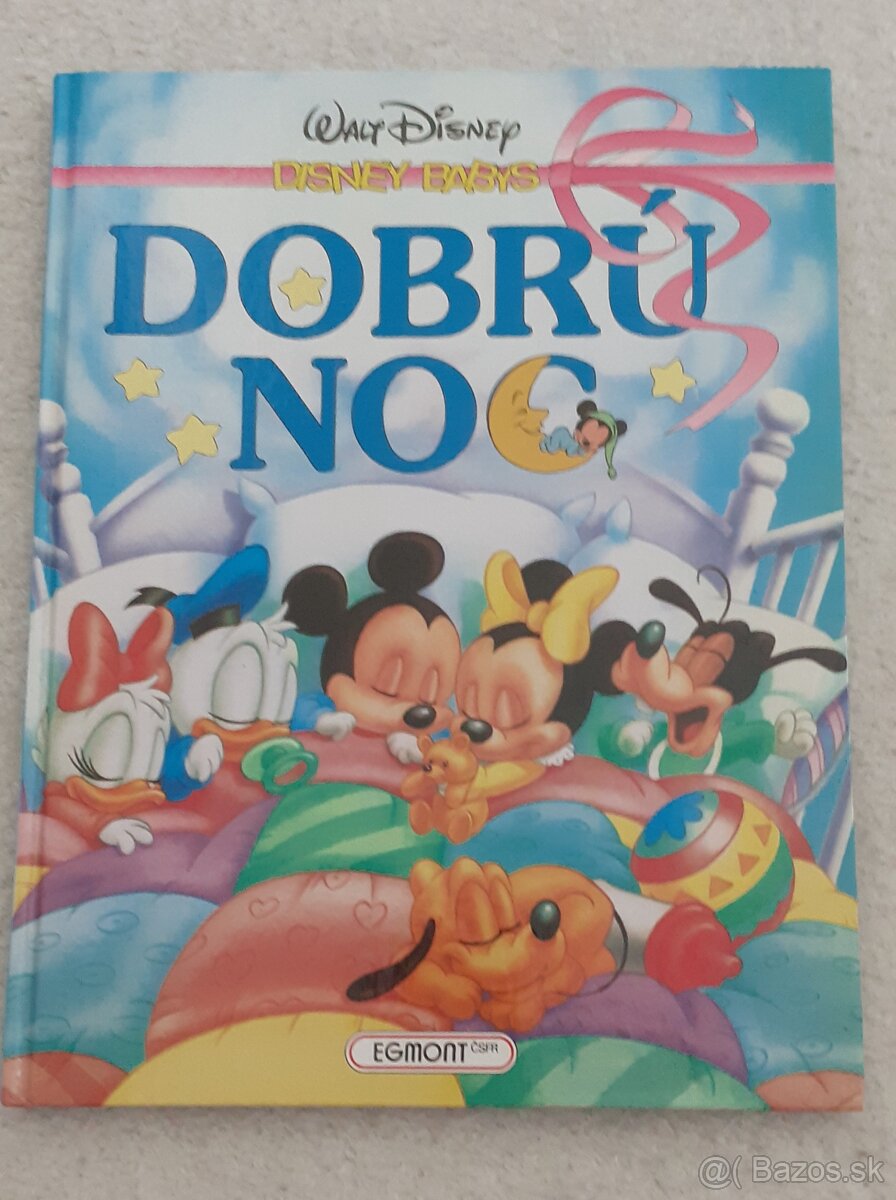 WALT DISNEY
DISNEY BABYS
DOBRÚ
NOC
EGMONT ČSFR
@( Bazos.sk